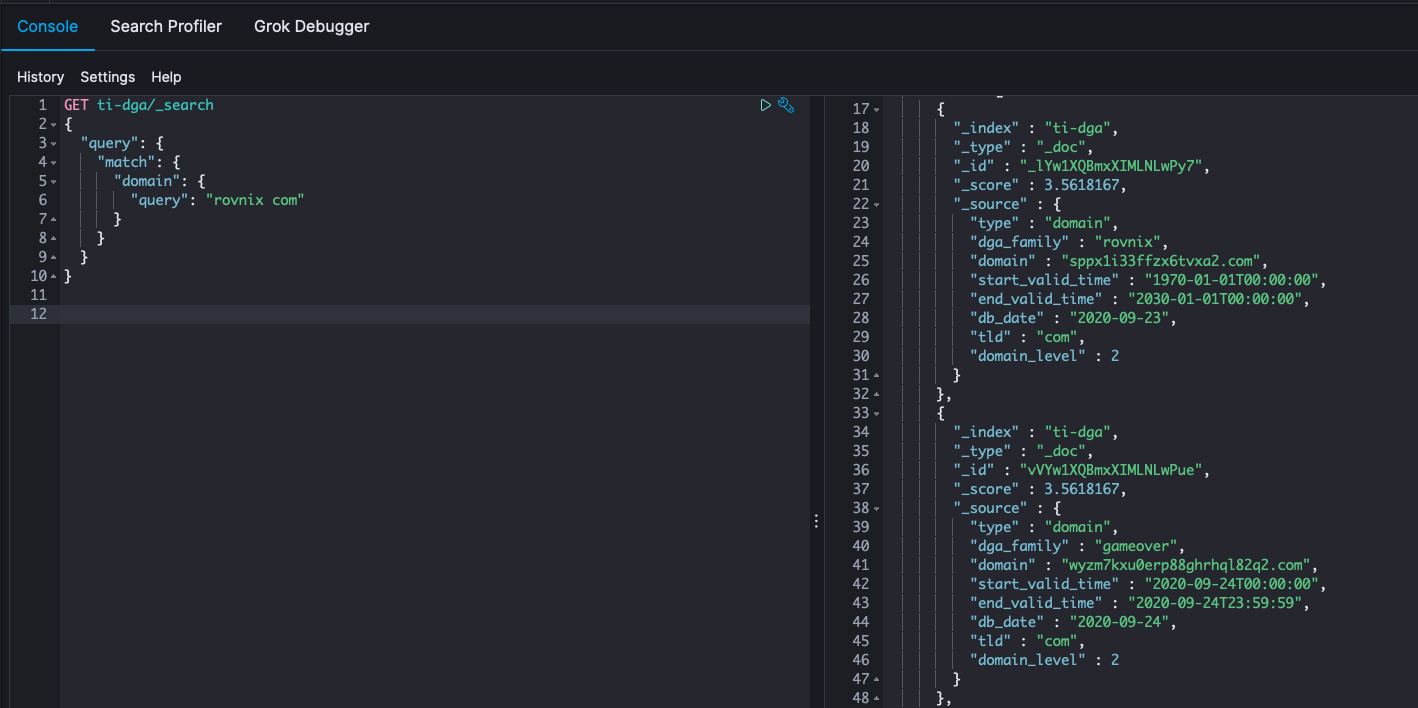 Console Search Profiler Grok Debugger
History Settings Help
1 GET ti-dga/_search
2 {
3 "query": {
4 "match": {
5 "domain": {
6 "query": "rovnix com"
7 }
8 }
9 }
10 }
11
12
17 {
18 "_index" : "ti-dga",
19 "_type" : "_doc",
20 "_id" : "_lYw1XQBmxXIMLNLwPy7",
21 "_score" : 3.5618167,
22 "_source" : {
23 "type" : "domain",
24 "dga_family" : "rovnix",
25 "domain" : "sppx1i33ffzx6tvxa2.com",
26 "start_valid_time" : "1970-01-01T00:00:00",
27 "end_valid_time" : "2030-01-01T00:00:00",
28 "db_date" : "2020-09-23",
29 "tld" : "com",
30 "domain_level" : 2
31 }
32 },
33 {
34 "_index" : "ti-dga",
35 "_type" : "_doc",
36 "_id" : "vVYw1XQBmxXIMLNLwPue",
37 "_score" : 3.5618167,
38 "_source" : {
39 "type" : "domain",
40 "dga_family" : "gameover",
41 "domain" : "wyzm7kxu0erp88ghrhql82q2.com",
42 "start_valid_time" : "2020-09-24T00:00:00",
43 "end_valid_time" : "2020-09-24T23:59:59",
44 "db_date" : "2020-09-24",
45 "tld" : "com",
46 "domain_level" : 2
47 }
48 },